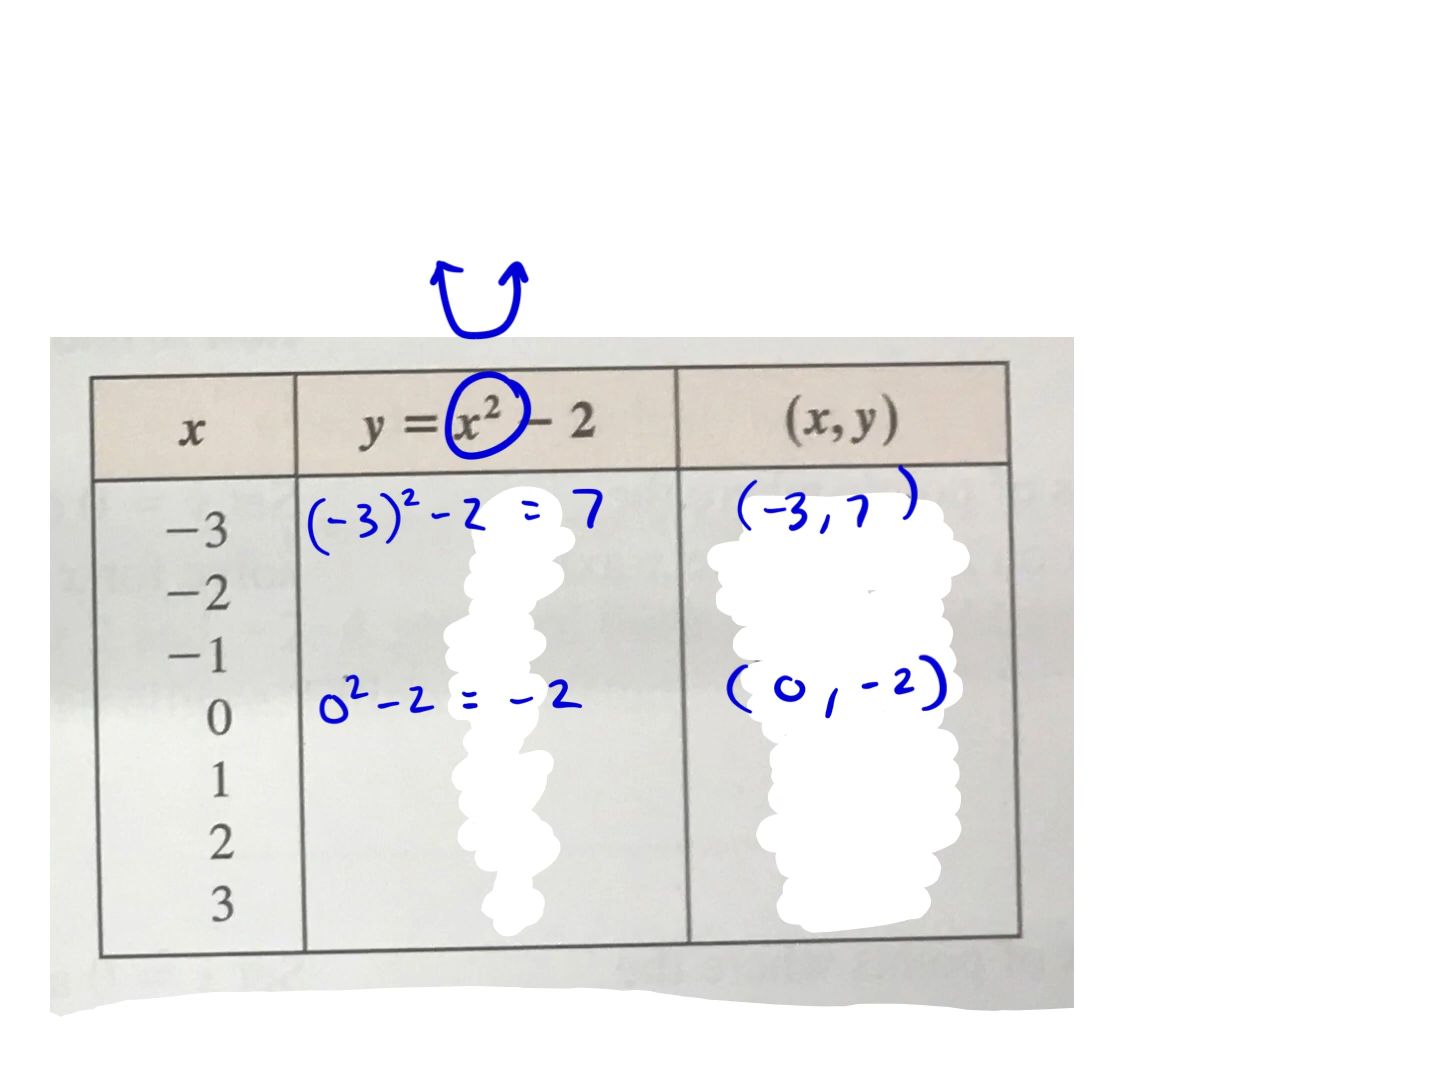 x y = x² - 2 (x, y)
-3 (-3)² - 2 = 7 (-3, 7)
-2
-1
0 0² - 2 = -2 (0, -2)
1
2
3